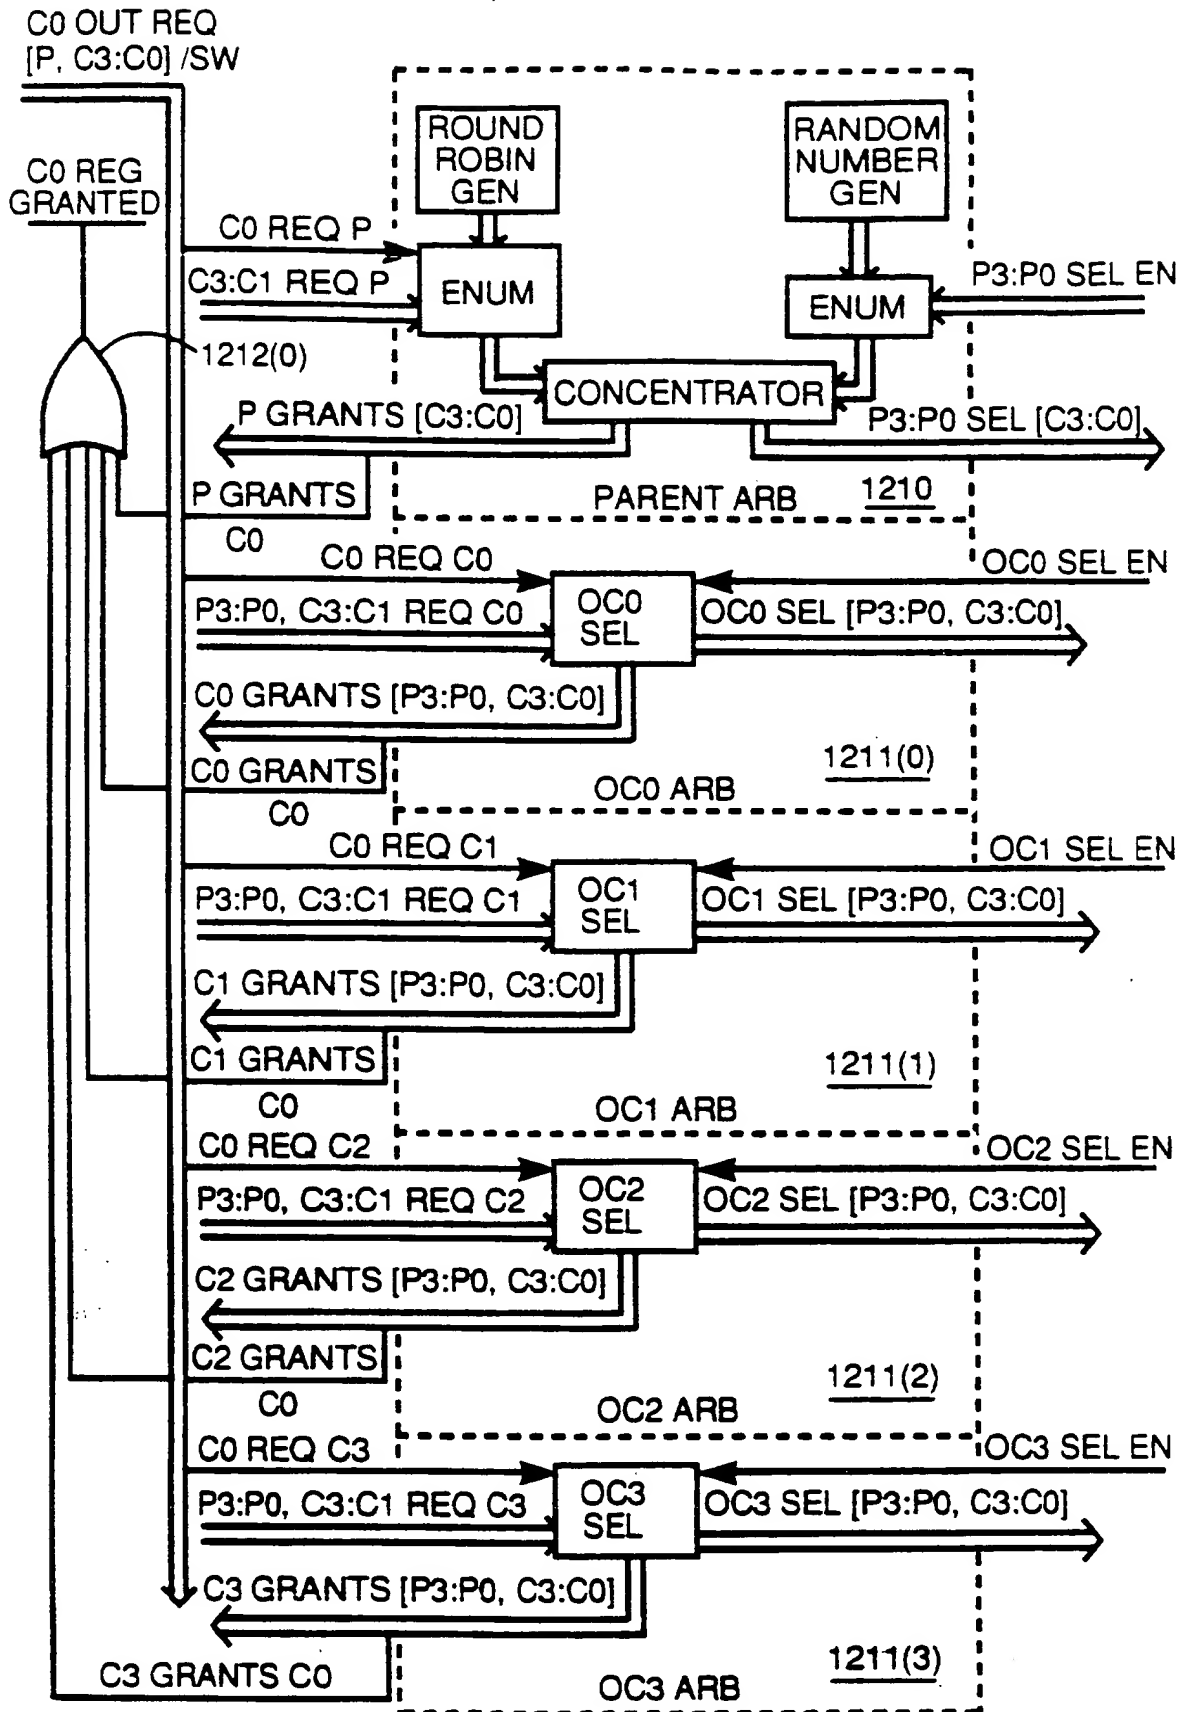 C0 OUT REQ
[P, C3:C0] /SW
ROUND
ROBIN
GEN
RANDOM
NUMBER
GEN
C0 REG
GRANTED
C0 REQ P
C3:C1 REQ P
ENUM
ENUM
P3:P0 SEL EN
1212(0)
CONCENTRATOR
P GRANTS [C3:C0]
P3:P0 SEL [C3:C0]
P GRANTS
C0
PARENT ARB
1210
C0 REQ C0
OC0 SEL EN
P3:P0, C3:C1 REQ C0
OC0
SEL
OC0 SEL [P3:P0, C3:C0]
C0 GRANTS [P3:P0, C3:C0]
C0 GRANTS
C0
1211(0)
OC0 ARB
C0 REQ C1
OC1 SEL EN
P3:P0, C3:C1 REQ C1
OC1
SEL
OC1 SEL [P3:P0, C3:C0]
C1 GRANTS [P3:P0, C3:C0]
C1 GRANTS
C0
1211(1)
OC1 ARB
C0 REQ C2
OC2 SEL EN
P3:P0, C3:C1 REQ C2
OC2
SEL
OC2 SEL [P3:P0, C3:C0]
C2 GRANTS [P3:P0, C3:C0]
C2 GRANTS
C0
1211(2)
OC2 ARB
C0 REQ C3
OC3 SEL EN
P3:P0, C3:C1 REQ C3
OC3
SEL
OC3 SEL [P3:P0, C3:C0]
C3 GRANTS [P3:P0, C3:C0]
C3 GRANTS C0
1211(3)
OC3 ARB